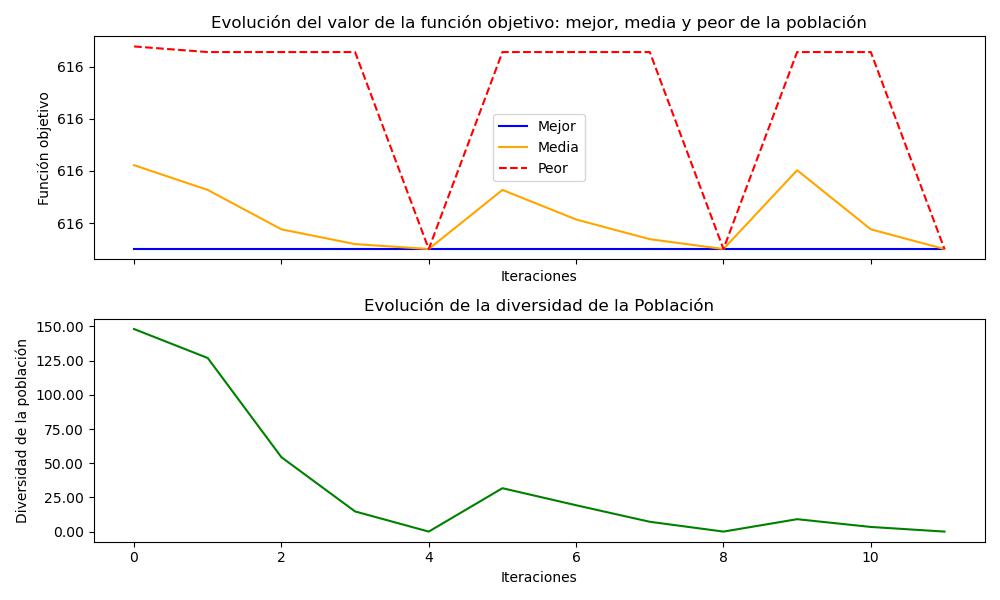 Evolución del valor de la función objetivo: mejor, media y peor de la población
Función objetivo
616
616
616
616
Mejor
Media
Peor
Iteraciones
Evolución de la diversidad de la Población
Diversidad de la población
150.00
125.00
100.00
75.00
50.00
25.00
0.00
0 2 4 6 8 10
Iteraciones